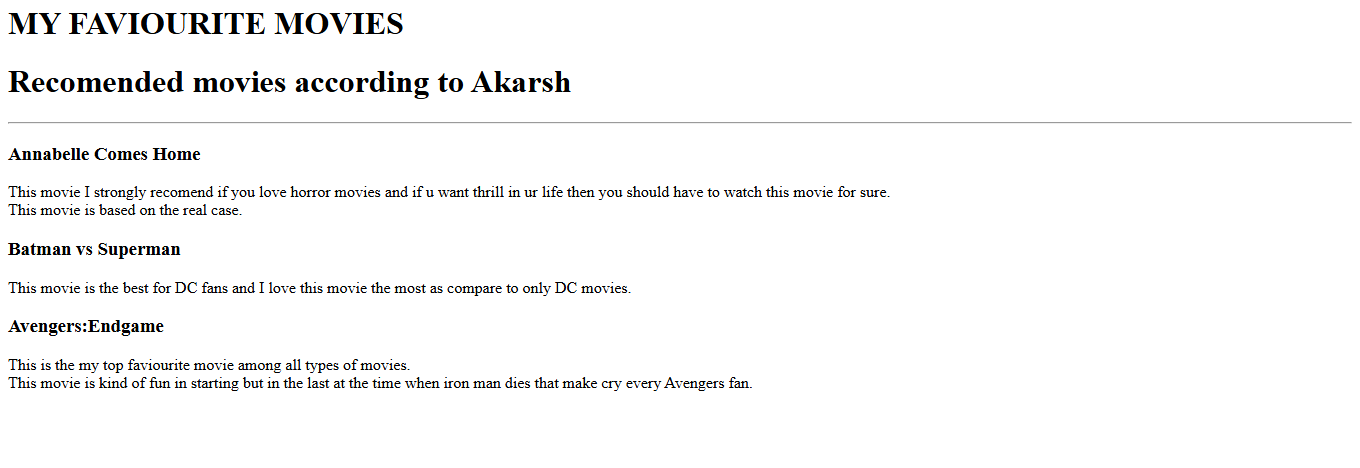 MY FAVIOURITE MOVIES
Recomended movies according to Akarsh
Annabelle Comes Home
This movie I strongly recomend if you love horror movies and if u want thrill in ur life then you should have to watch this movie for sure.
This movie is based on the real case.
Batman vs Superman
This movie is the best for DC fans and I love this movie the most as compare to only DC movies.
Avengers:Endgame
This is the my top faviourite movie among all types of movies.
This movie is kind of fun in starting but in the last at the time when iron man dies that make cry every Avengers fan.